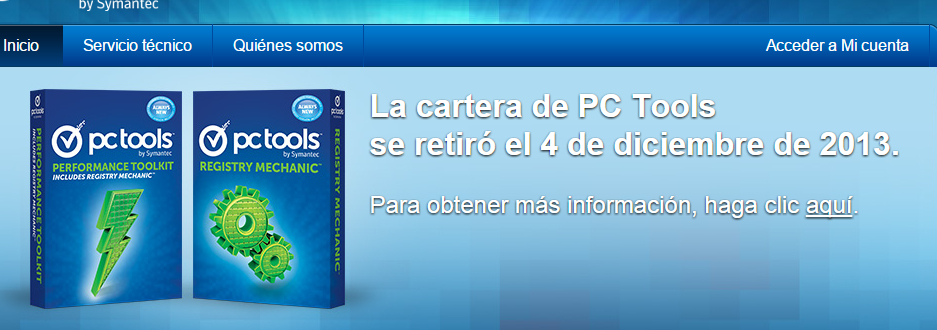 by Symantec
Inicio
Servicio técnico
Quiénes somos
Acceder a Mi cuenta
ALWAYS NEW
pctools
by Symantec
PERFORMANCE TOOLKIT
INCLUDES REGISTRY MECHANIC
PERFORMANCE TOOLKIT
INCLUDES REGISTRY MECHANIC
ALWAYS NEW
pctools
by Symantec
REGISTRY MECHANIC
REGISTRY MECHANIC
La cartera de PC Tools
se retiró el 4 de diciembre de 2013.
Para obtener más información, haga clic aquí.